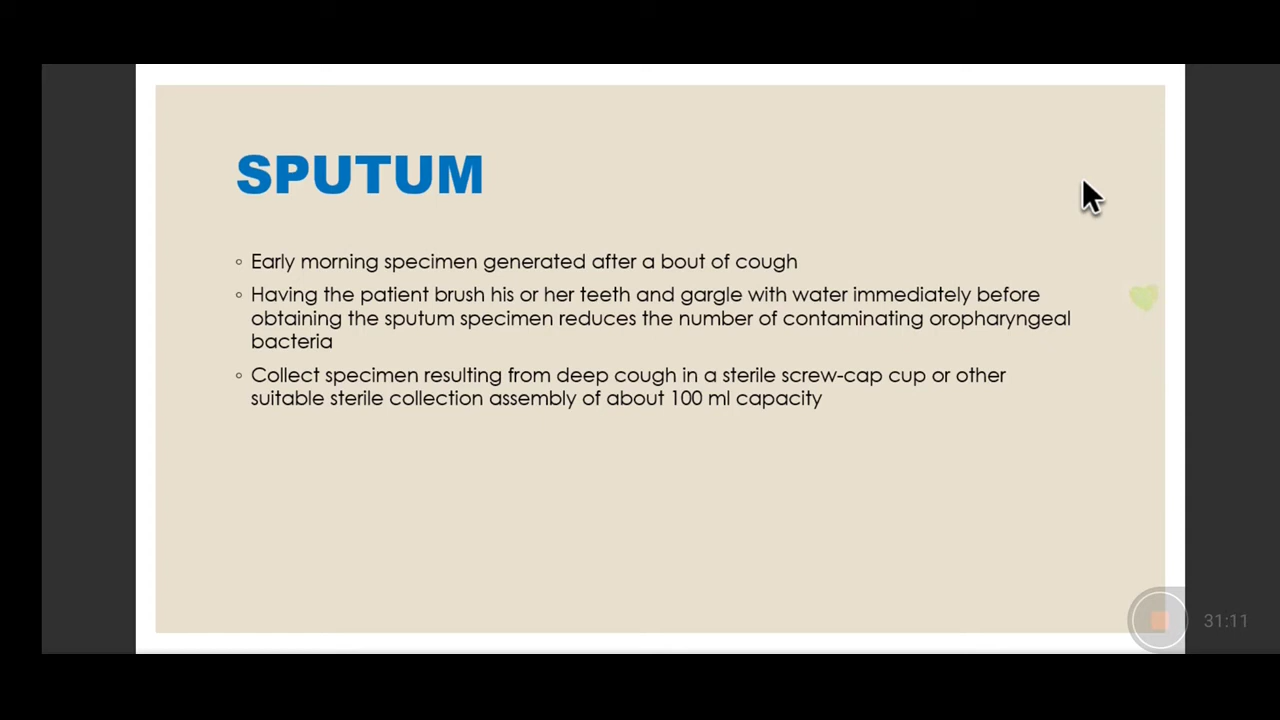 SPUTUM
◦ Early morning specimen generated after a bout of cough
◦ Having the patient brush his or her teeth and gargle with water immediately before
obtaining the sputum specimen reduces the number of contaminating oropharyngeal
bacteria
◦ Collect specimen resulting from deep cough in a sterile screw-cap cup or other
suitable sterile collection assembly of about 100 ml capacity
31:11